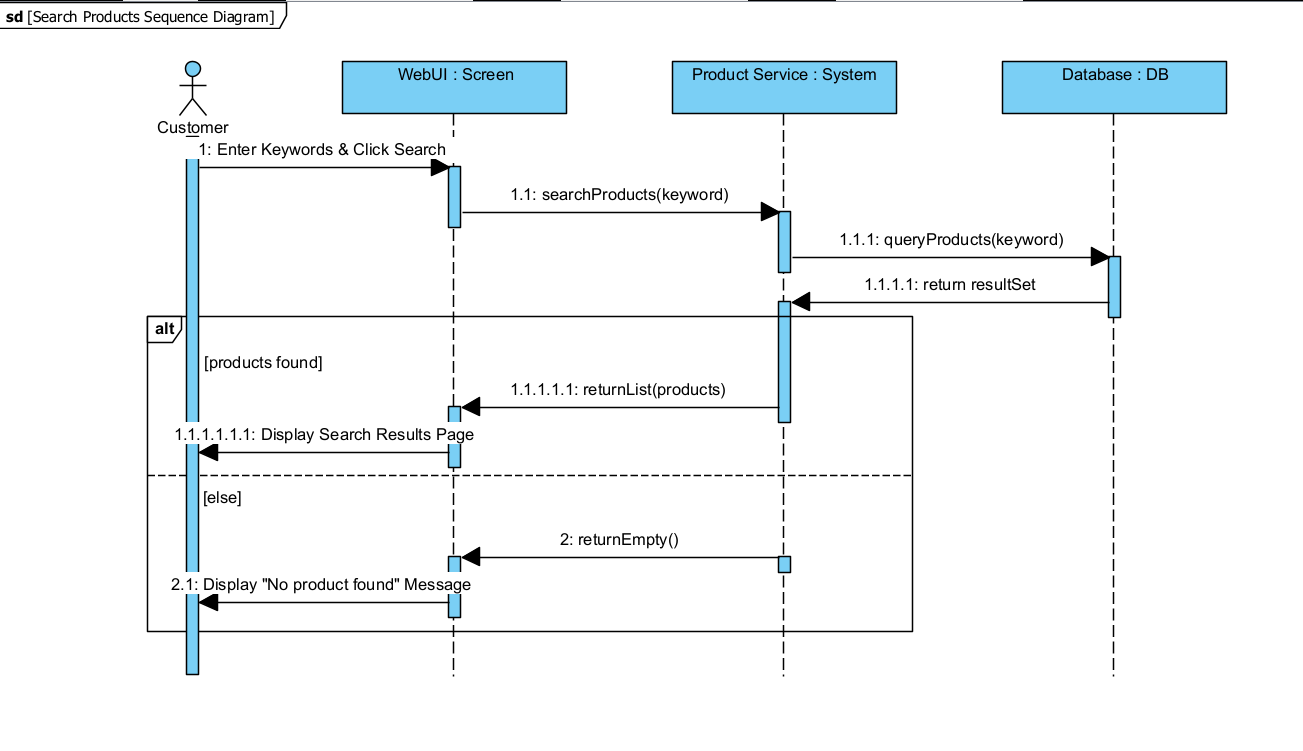 sd [Search Products Sequence Diagram]
WebUI : Screen
Product Service : System
Database : DB
Customer
1: Enter Keywords & Click Search
1.1: searchProducts(keyword)
1.1.1: queryProducts(keyword)
1.1.1.1: return resultSet
alt
[products found]
1.1.1.1.1: returnList(products)
1.1.1.1.1.1: Display Search Results Page
[else]
2: returnEmpty()
2.1: Display "No product found" Message